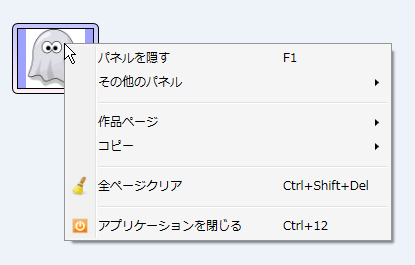 パネルを隠す F1
その他のパネル
作品ページ
コピー
全ページクリア Ctrl+Shift+Del
アプリケーションを閉じる Ctrl+12